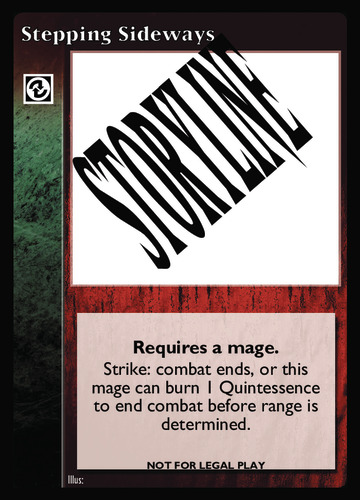 Stepping Sideways
STORYLINE
Requires a mage.
Strike: combat ends, or this
mage can burn 1 Quintessence
to end combat before range is
determined.
NOT FOR LEGAL PLAY
Illus: